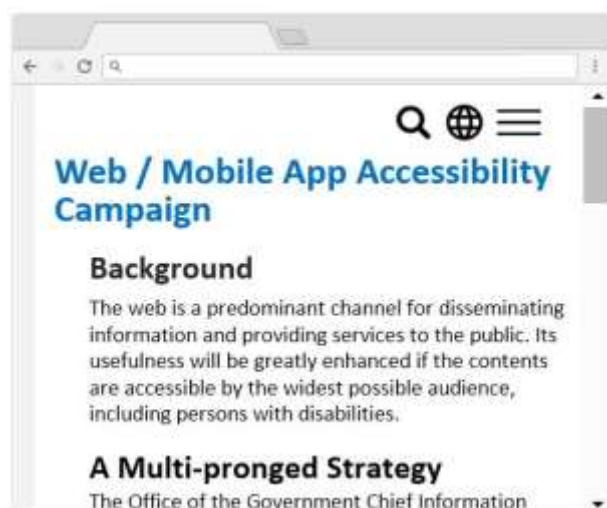 Web / Mobile App Accessibility
Campaign
Background
The web is a predominant channel for disseminating
information and providing services to the public. Its
usefulness will be greatly enhanced if the contents
are accessible by the widest possible audience,
including persons with disabilities.
A Multi-pronged Strategy
The Office of the Government Chief Information